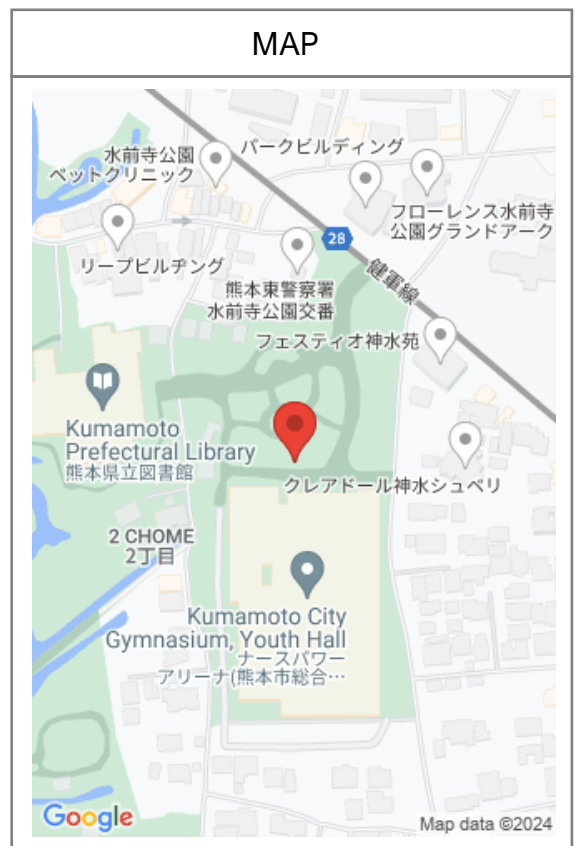 MAP
水前寺公園
ペットクリニック
パークビルディング
フローレンス水前寺
公園グランドアーク
リープビルヂング
28
健軍線
熊本東警察署
水前寺公園交番
フェスティオ神水苑
Kumamoto
Prefectural Library
熊本県立図書館
クレアドール神水シュペリ
2 CHOME
2丁目
Kumamoto City
Gymnasium, Youth Hall
ナースパワー
アリーナ(熊本市総合…
Google
Map data ©2024